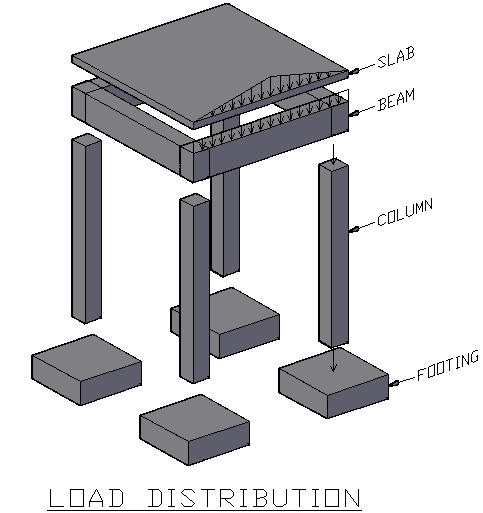 SLAB
BEAM
COLUMN
FOOTING
LOAD DISTRIBUTION